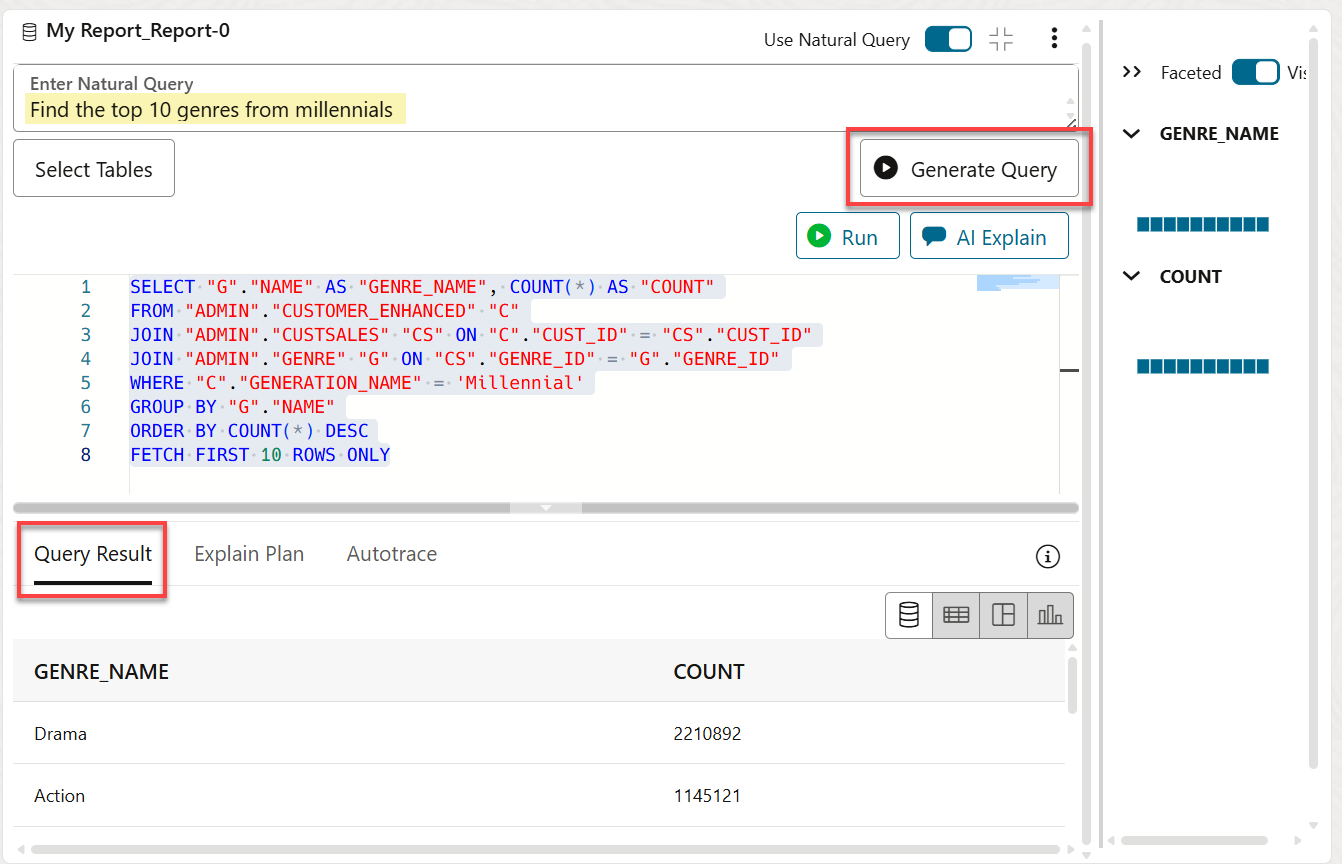 My Report_Report-0
Use Natural Query
Enter Natural Query
Find the top 10 genres from millennials
Select Tables
Generate Query
Run
AI Explain
1 SELECT "G"."NAME" AS "GENRE_NAME", COUNT(*) AS "COUNT"
2 FROM "ADMIN"."CUSTOMER_ENHANCED" "C"
3 JOIN "ADMIN"."CUSTSALES" "CS" ON "C"."CUST_ID" = "CS"."CUST_ID"
4 JOIN "ADMIN"."GENRE" "G" ON "CS"."GENRE_ID" = "G"."GENRE_ID"
5 WHERE "C"."GENERATION_NAME" = 'Millennial'
6 GROUP BY "G"."NAME"
7 ORDER BY COUNT(*) DESC
8 FETCH FIRST 10 ROWS ONLY
Query Result Explain Plan Autotrace
GENRE_NAME COUNT
Drama 2210892
Action 1145121
Faceted
GENRE_NAME
COUNT